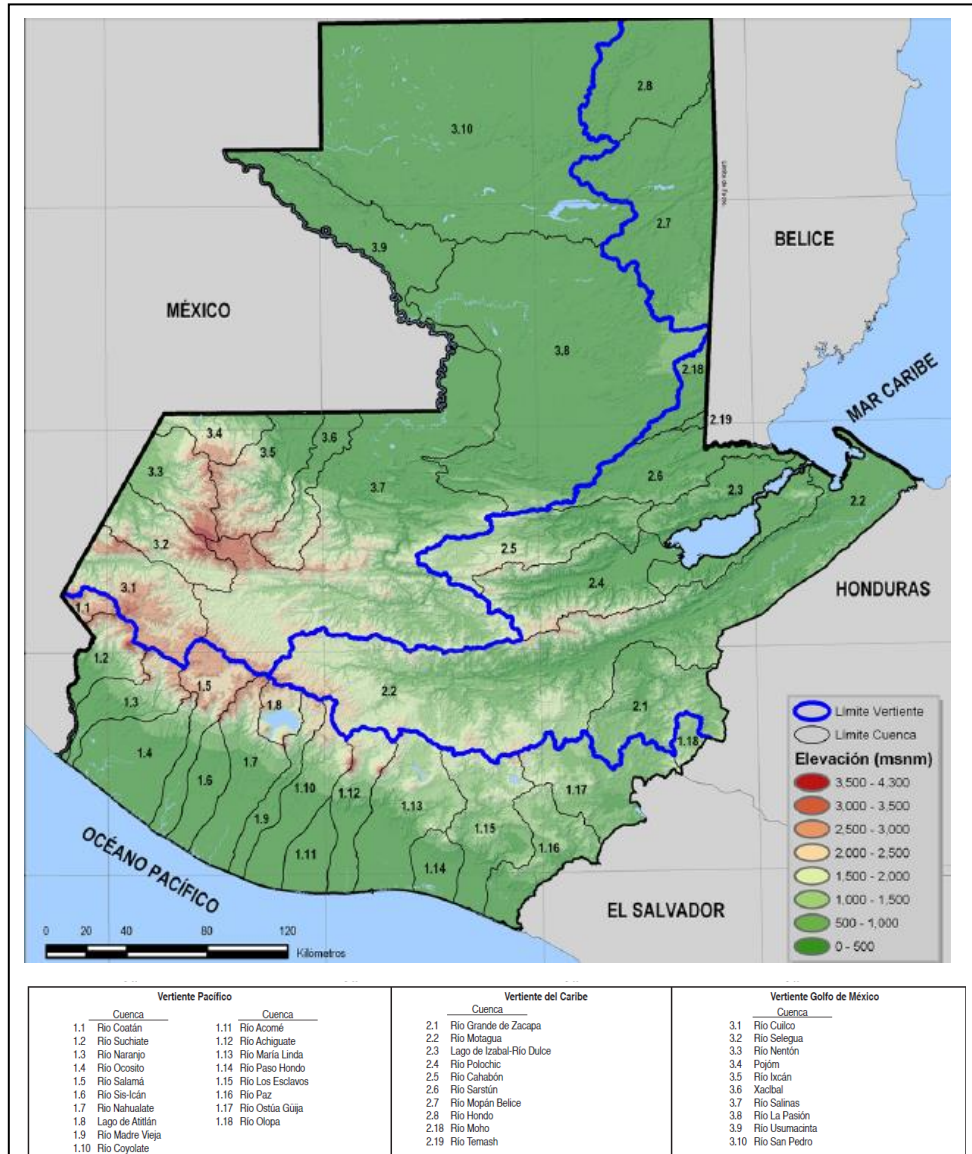 2.8
3.10
Límite de Facto
2.7
BELICE
3.9
MÉXICO
3.8
2.18
MAR CARIBE
2.19
3.4
3.6
3.5
3.3
2.6
2.3
3.7
2.2
3.2
2.5
2.4
3.1
HONDURAS
1.1
1.2
1.5
2.2
1.3
1.8
2.1
1.18
1.4
1.7
1.6
1.10
1.12
1.13
1.17
1.9
1.15
1.16
1.11
1.14
OCÉANO PACÍFICO
EL SALVADOR
Límite Vertiente
Límite Cuenca
Elevación (msnm)
3,500 - 4,300
3,000 - 3,500
2,500 - 3,000
2,000 - 2,500
1,500 - 2,000
1,000 - 1,500
500 - 1,000
0 - 500
0 20 40 80 120
Kilómetros
Vertiente Pacífico
Cuenca
1.1 Río Coatán
1.2 Río Suchiate
1.3 Río Naranjo
1.4 Río Ocosito
1.5 Río Salamá
1.6 Río Sis-Icán
1.7 Río Nahualate
1.8 Lago de Atitlán
1.9 Río Madre Vieja
1.10 Río Coyolate
Cuenca
1.11 Río Acomé
1.12 Río Achiguate
1.13 Río María Linda
1.14 Río Paso Hondo
1.15 Río Los Esclavos
1.16 Río Paz
1.17 Río Ostúa Güija
1.18 Río Olopa
Vertiente del Caribe
Cuenca
2.1 Río Grande de Zacapa
2.2 Río Motagua
2.3 Lago de Izabal-Río Dulce
2.4 Río Polochic
2.5 Río Cahabón
2.6 Río Sarstún
2.7 Río Mopán Belice
2.8 Río Hondo
2.18 Río Moho
2.19 Río Temash
Vertiente Golfo de México
Cuenca
3.1 Río Cuilco
3.2 Río Selegua
3.3 Río Nentón
3.4 Pojóm
3.5 Río Ixcán
3.6 Xaclbal
3.7 Río Salinas
3.8 Río La Pasión
3.9 Río Usumacinta
3.10 Río San Pedro